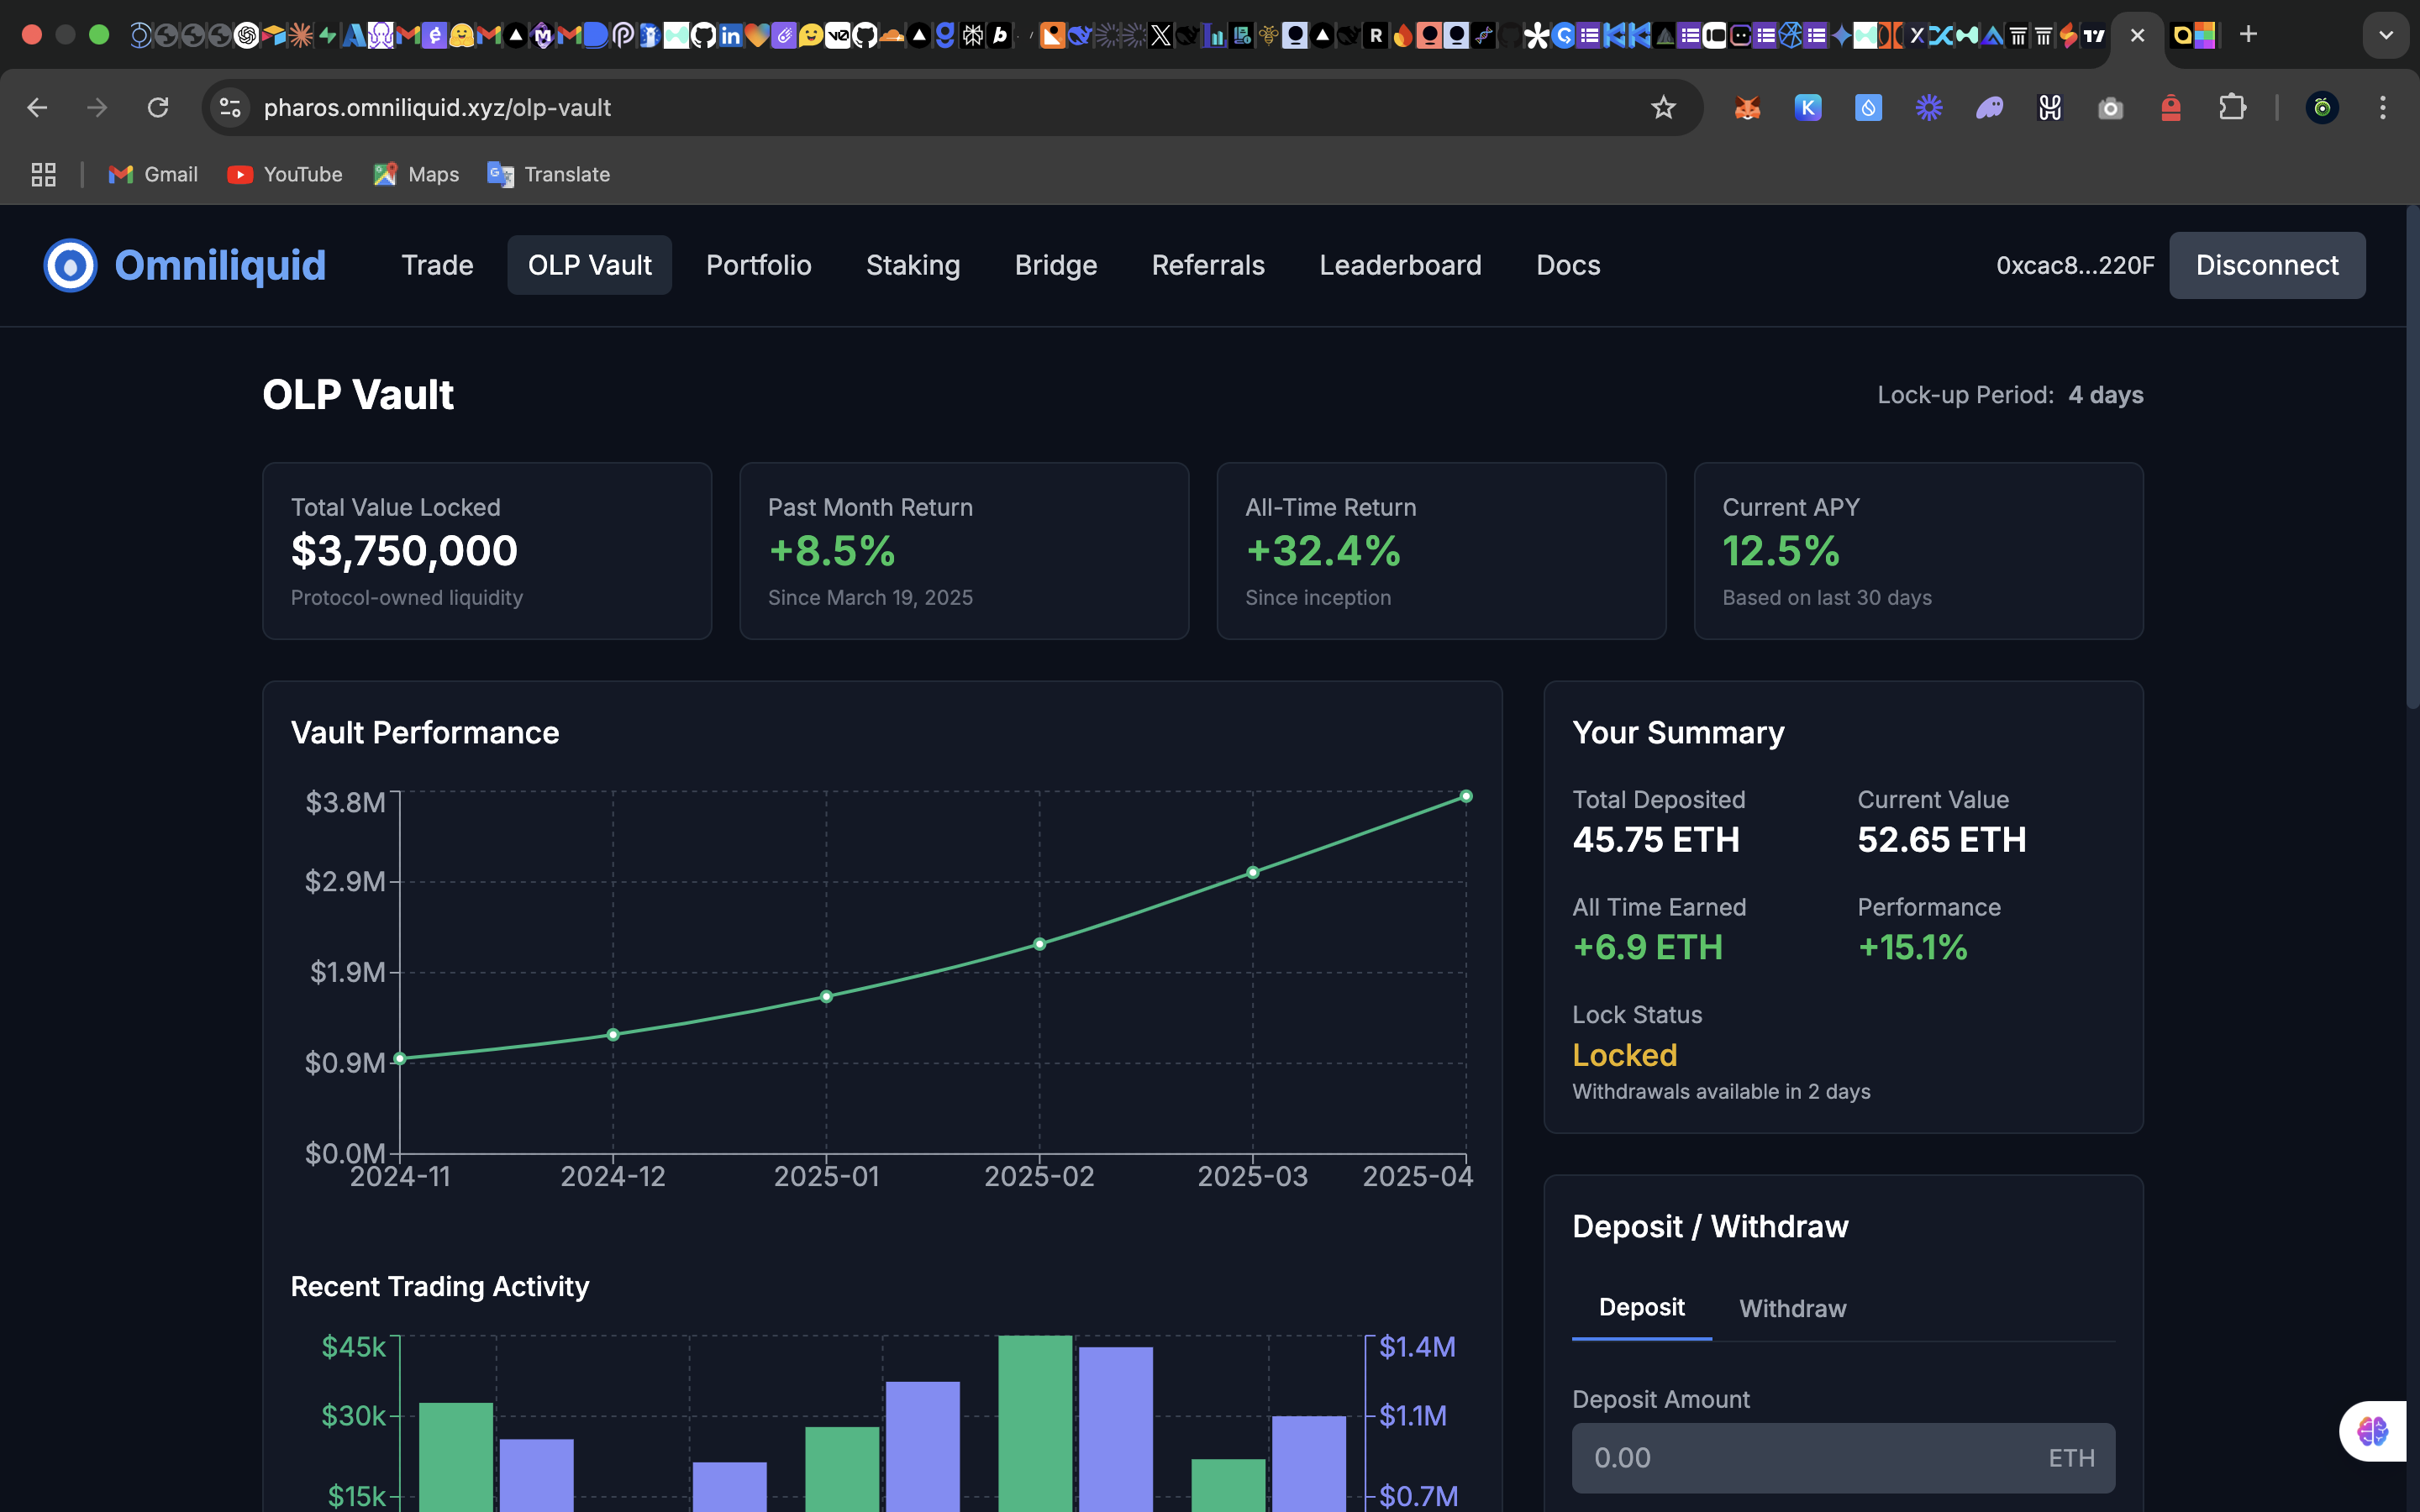 pharos.omniliquid.xyz/olp-vault
Gmail
YouTube
Maps
Translate
Omniliquid
Trade
OLP Vault
Portfolio
Staking
Bridge
Referrals
Leaderboard
Docs
0xcac8...220F
Disconnect
OLP Vault
Lock-up Period: 4 days
Total Value Locked
$3,750,000
Protocol-owned liquidity
Past Month Return
+8.5%
Since March 19, 2025
All-Time Return
+32.4%
Since inception
Current APY
12.5%
Based on last 30 days
Vault Performance
$3.8M
$2.9M
$1.9M
$0.9M
$0.0M
2024-11
2024-12
2025-01
2025-02
2025-03
2025-04
Recent Trading Activity
$45k
$30k
$15k
$1.4M
$1.1M
$0.7M
Your Summary
Total Deposited
45.75 ETH
Current Value
52.65 ETH
All Time Earned
+6.9 ETH
Performance
+15.1%
Lock Status
Locked
Withdrawals available in 2 days
Deposit / Withdraw
Deposit
Withdraw
Deposit Amount
0.00
ETH